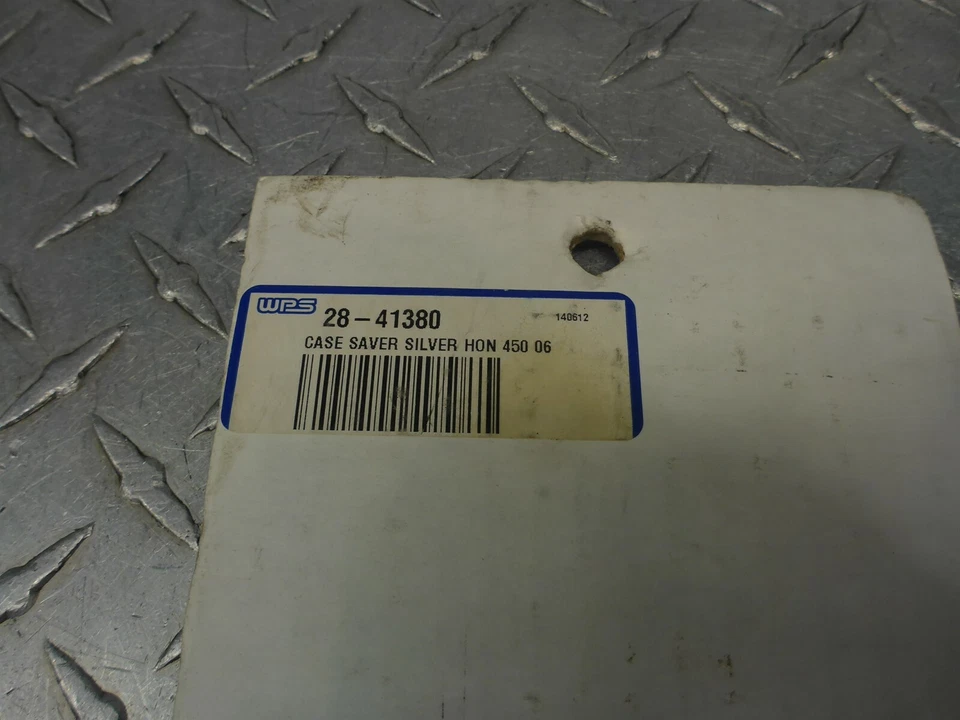 WPS 28-41380 140612
CASE SAVER SILVER HON 450 06